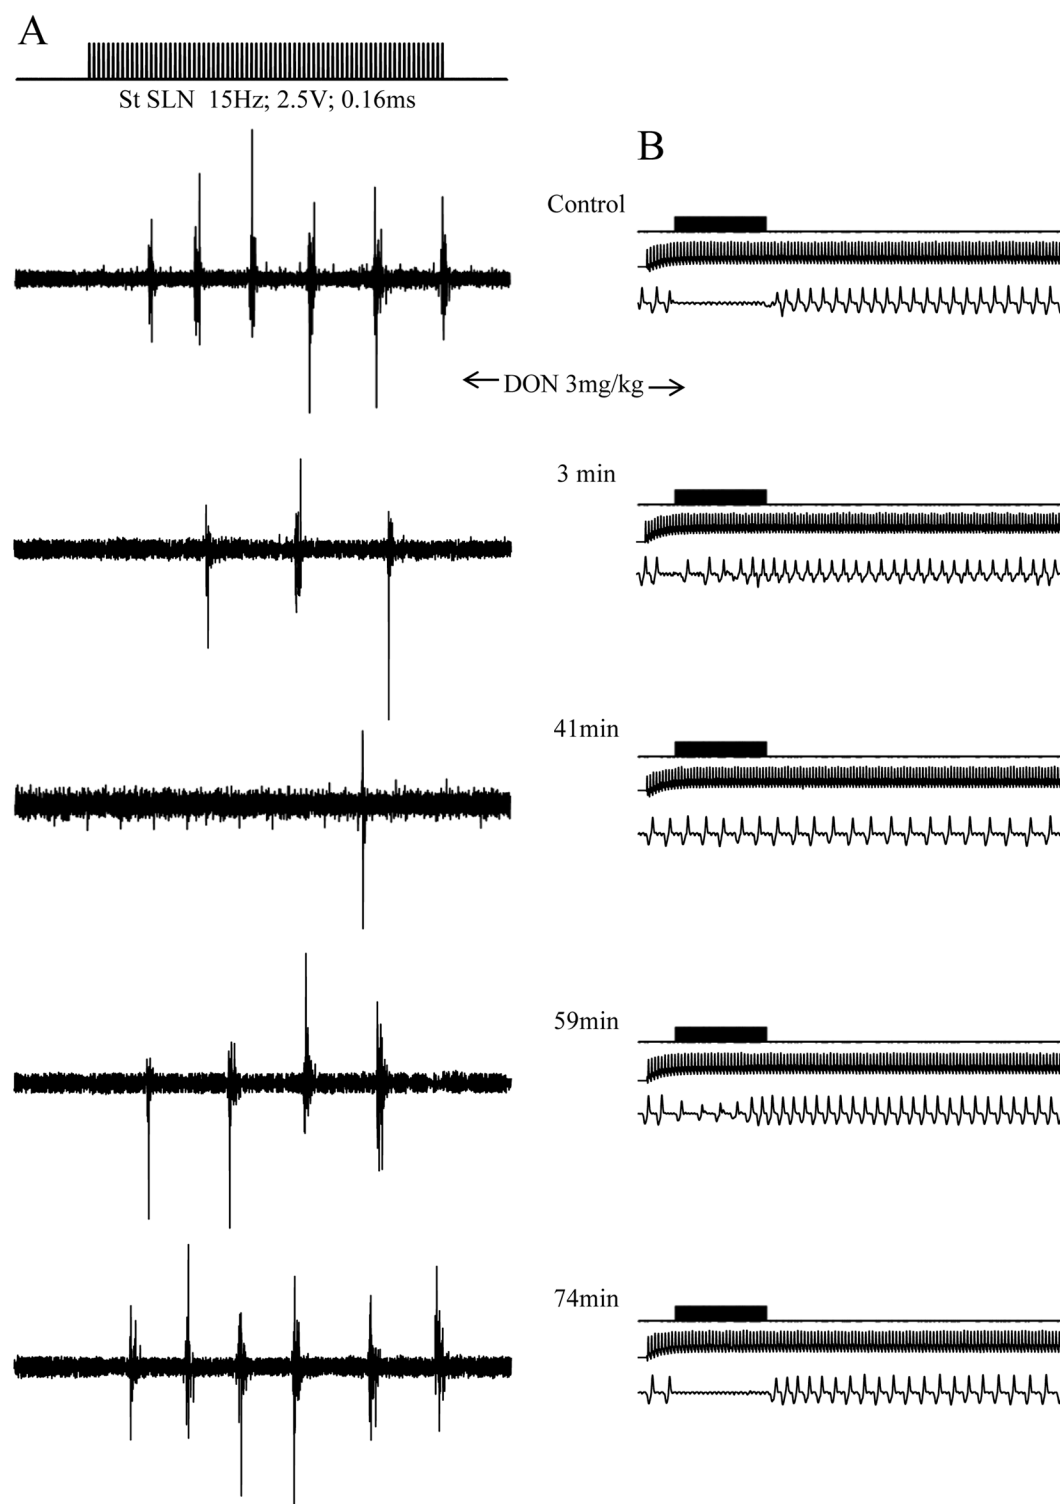 A
St SLN 15Hz; 2.5V; 0.16ms
B
Control
DON 3mg/kg
3 min
41min
59min
74min